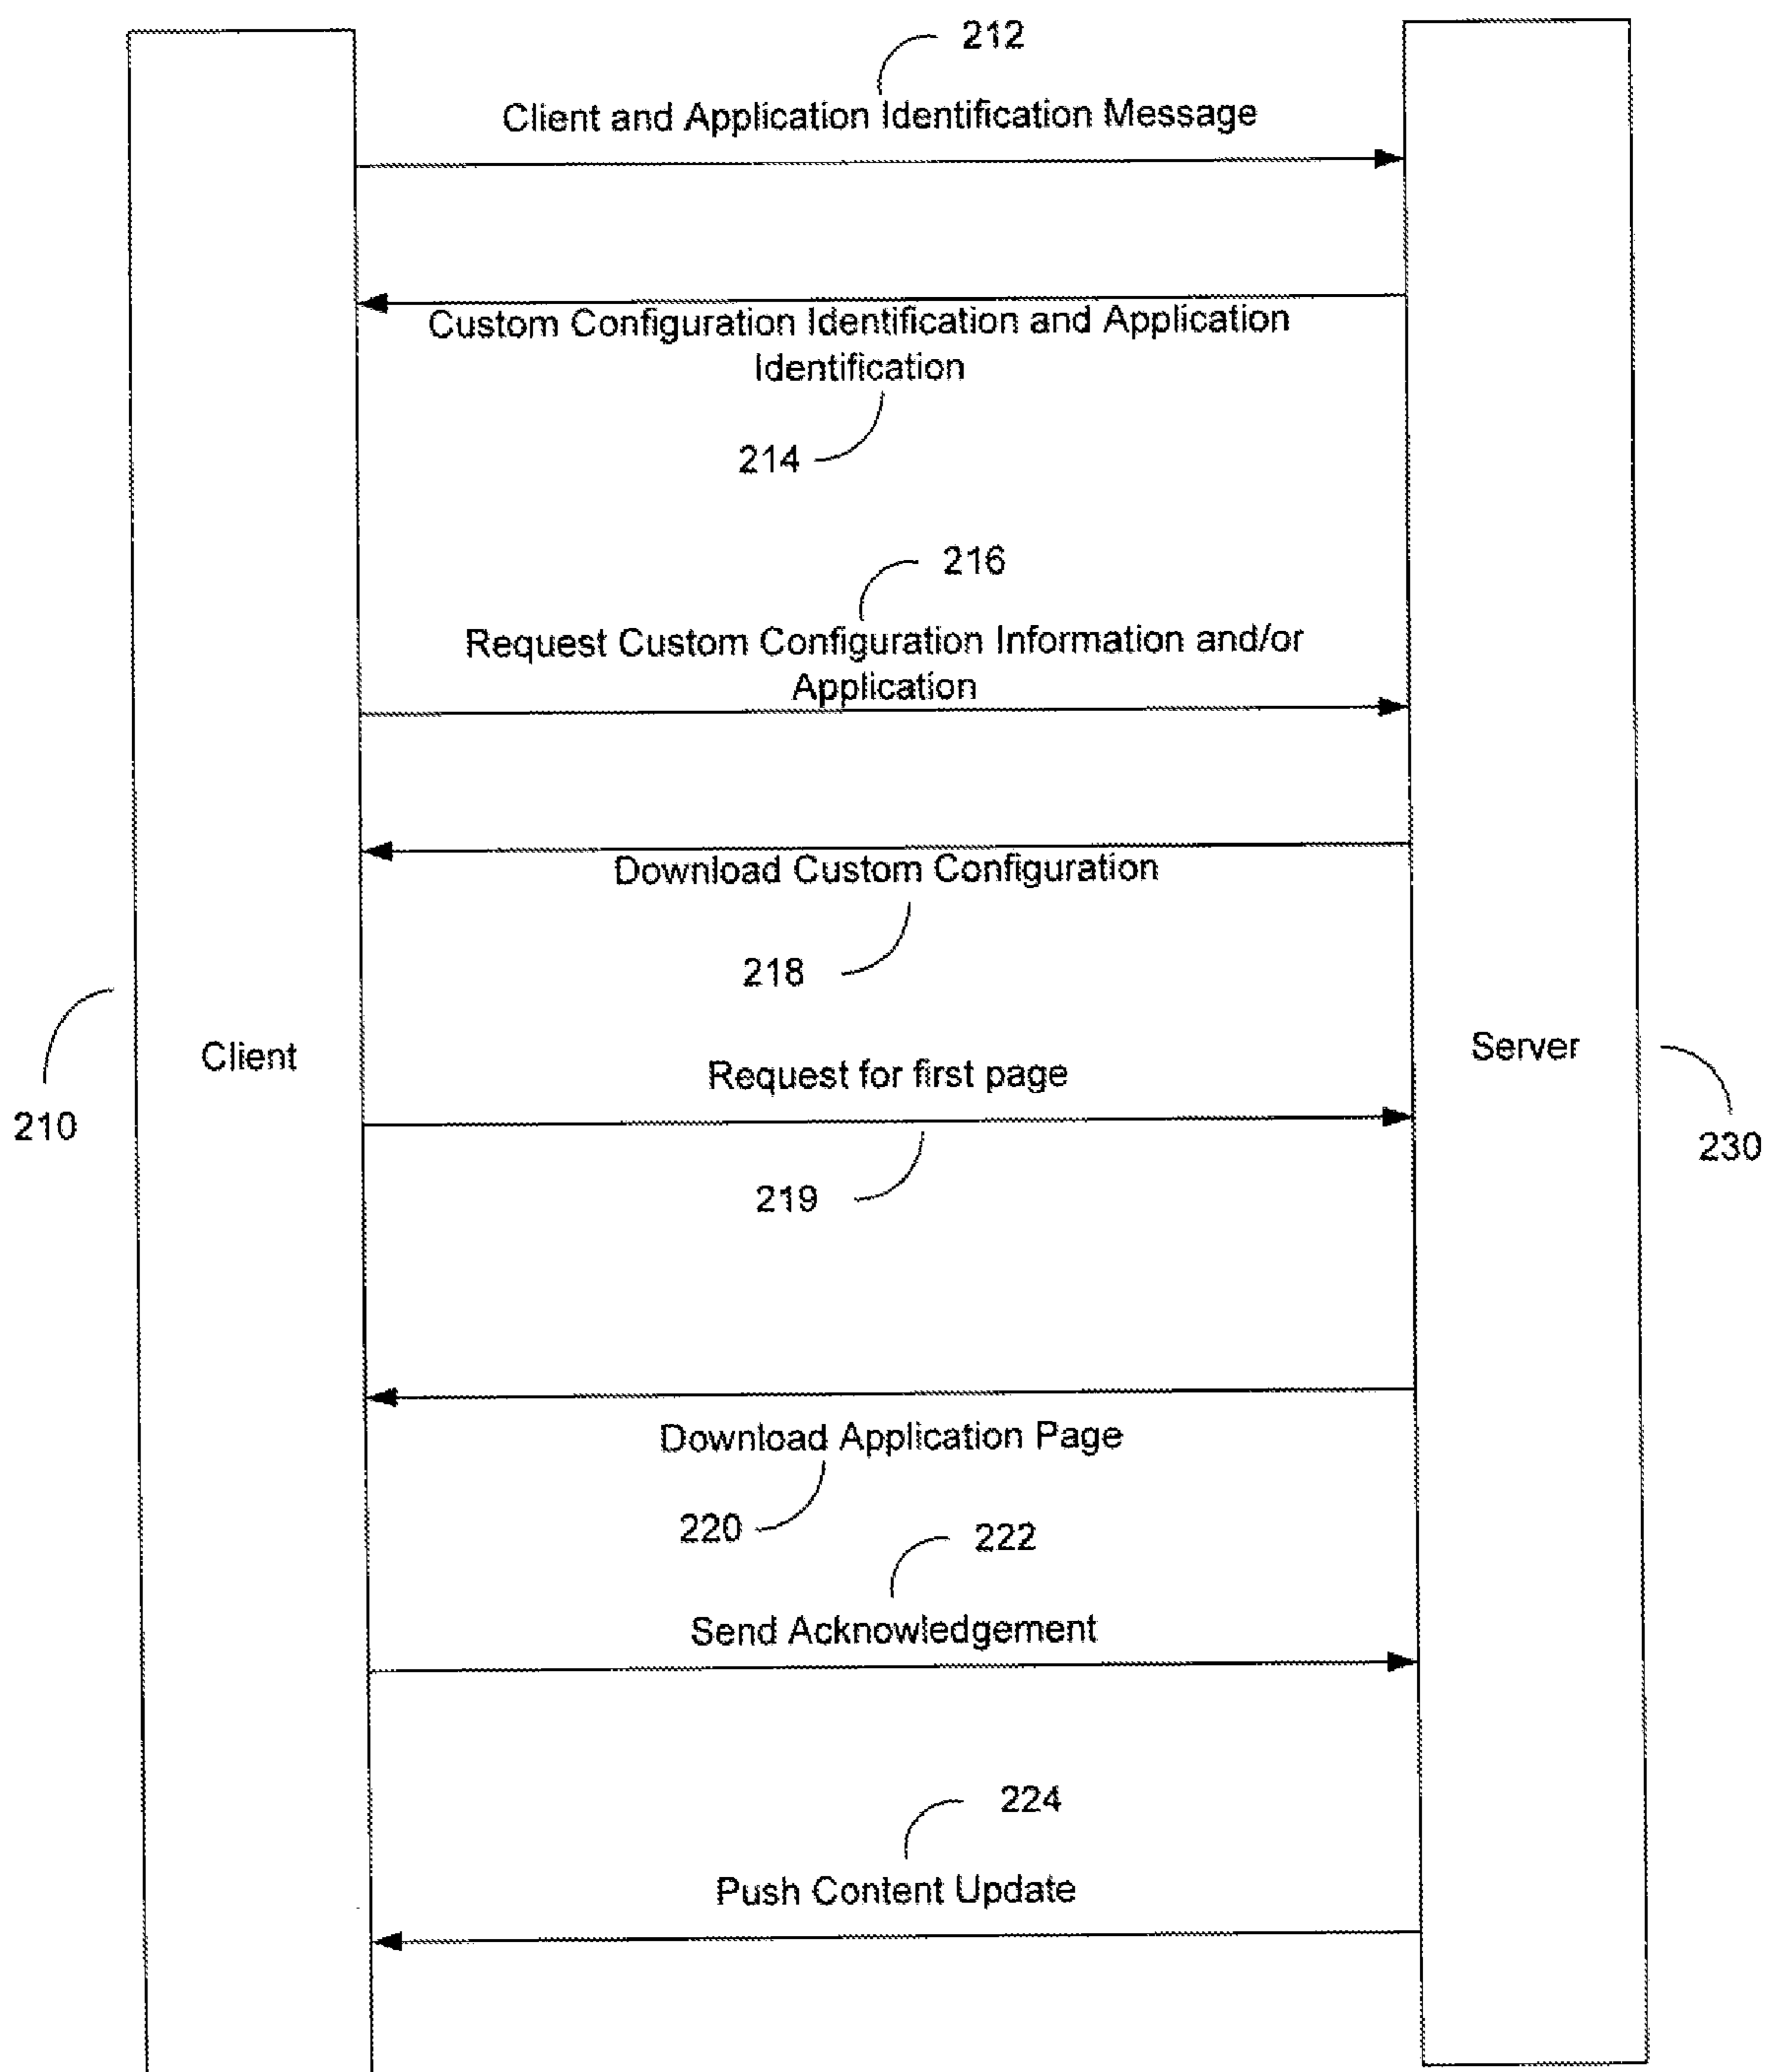 212
Client and Application Identification Message
Custom Configuration Identification and Application
Identification
214
216
Request Custom Configuration Information and/or
Application
Download Custom Configuration
218
Client
Server
210
Request for first page
230
219
Download Application Page
220
222
Send Acknowledgement
224
Push Content Update